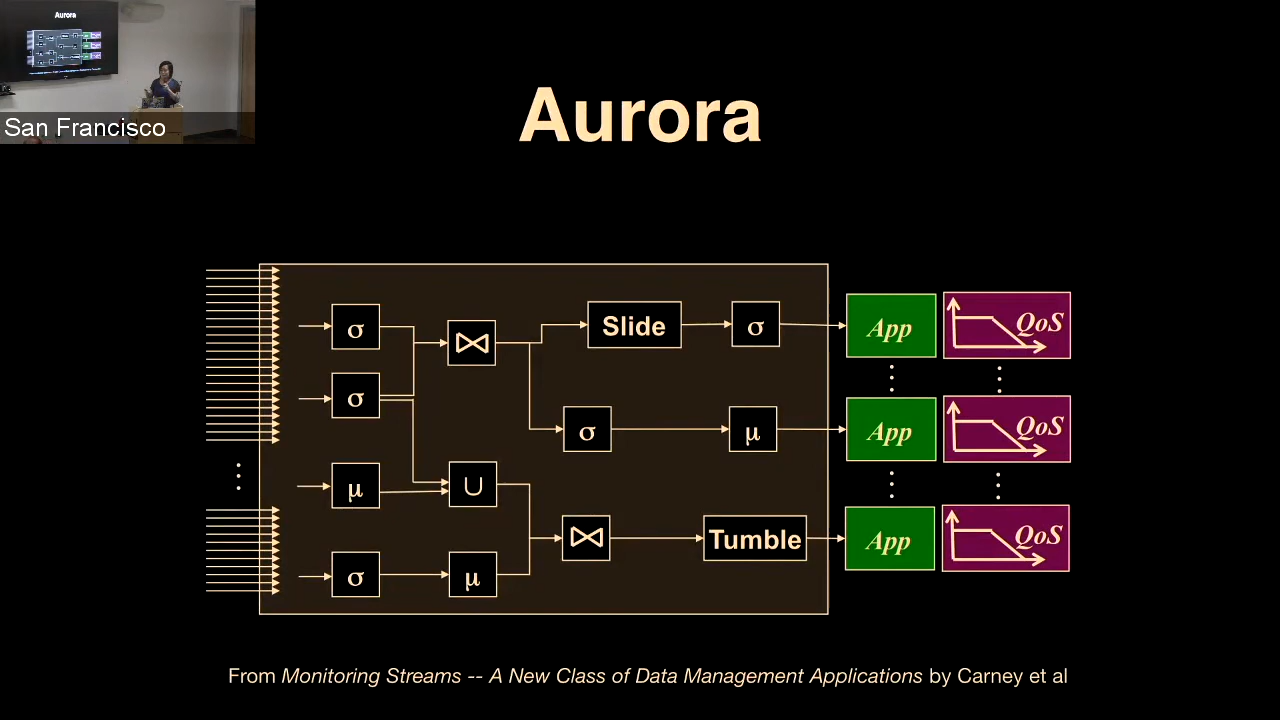 Aurora
San Francisco
Aurora
σ
⋈
Slide
σ
App
QoS
σ
σ
μ
App
QoS
μ
∪
⋈
Tumble
App
QoS
σ
μ
From Monitoring Streams -- A New Class of Data Management Applications by Carney et al